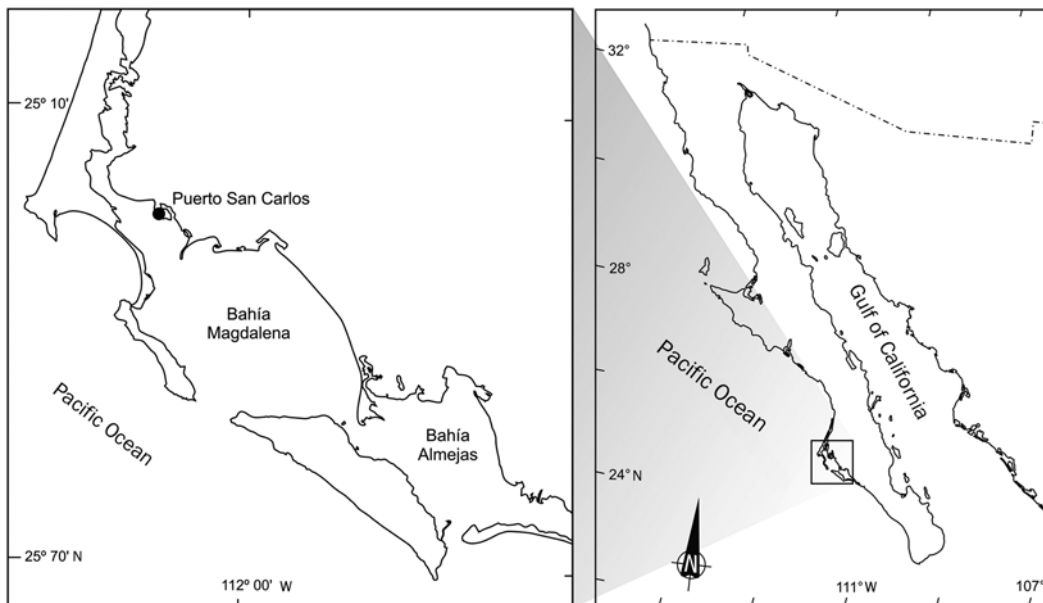 25° 10'
Puerto San Carlos
Bahía
Magdalena
Pacific Ocean
Bahía
Almejas
25° 70' N
112° 00' W
32°
28°
Gulf of California
Pacific Ocean
24° N
N
111° W
107°